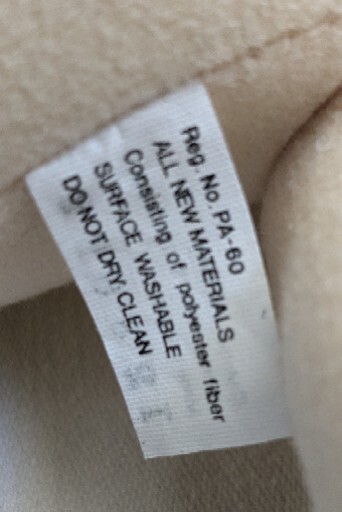 Reg. No. PA-60
ALL NEW MATERIALS
Consisting of polyester fiber
SURFACE WASHABLE
DO NOT DRY CLEAN